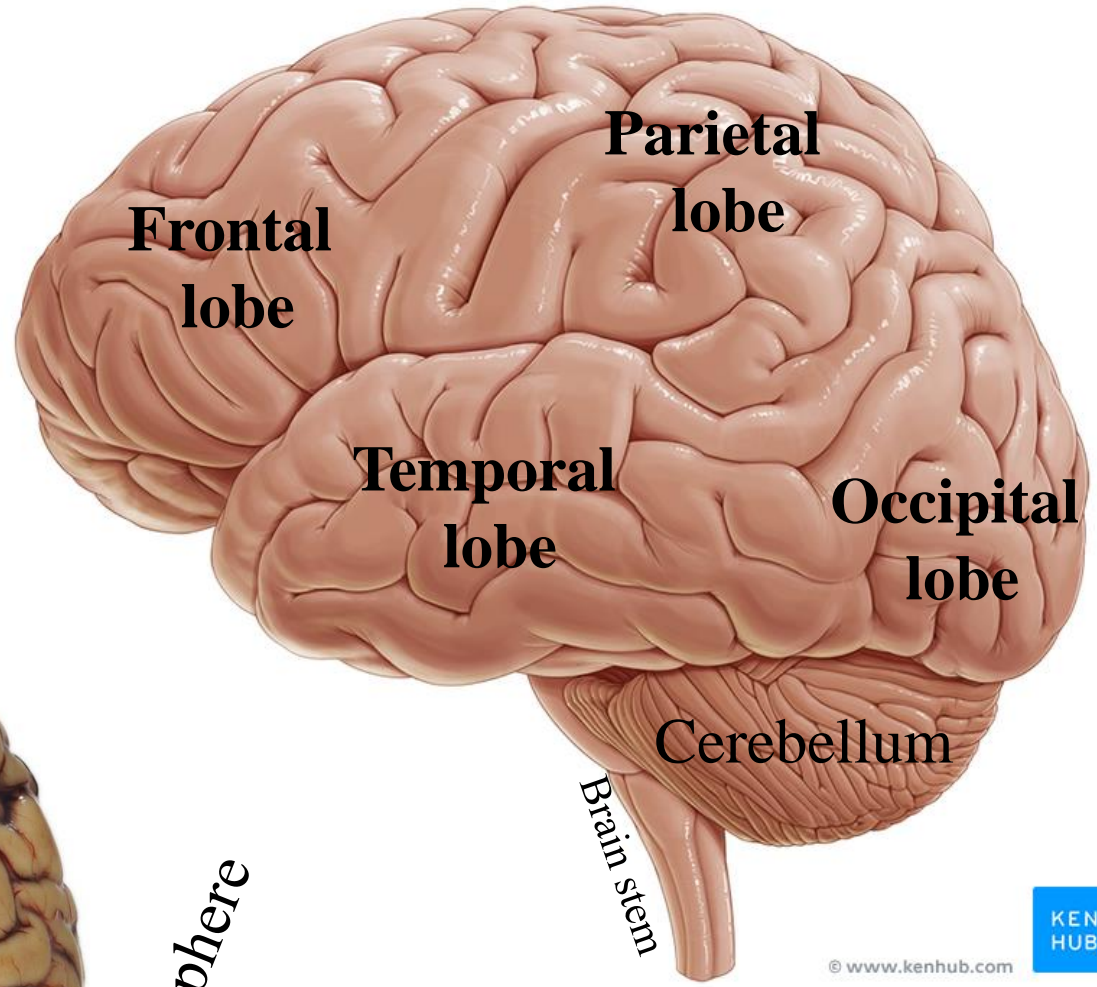 Parietal
lobe
Frontal
lobe
Temporal
lobe
Occipital
lobe
Cerebellum
Brain stem
phere
KEN
HUB
© www.kenhub.com